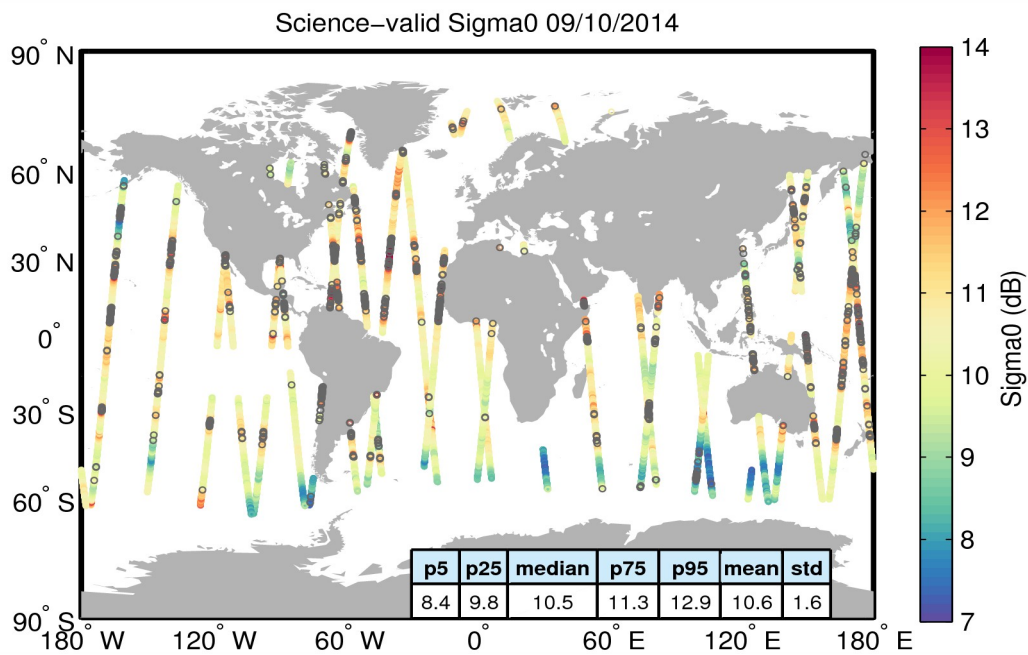 Science−valid Sigma0 09/10/2014
90° N
60° N
30° N
0°
30° S
60° S
90° S
180° W
120° W
60° W
0°
60° E
120° E
180° E
p5 p25 median p75 p95 mean std
8.4 9.8 10.5 11.3 12.9 10.6 1.6
14
13
12
11
10
9
8
7
Sigma0 (dB)